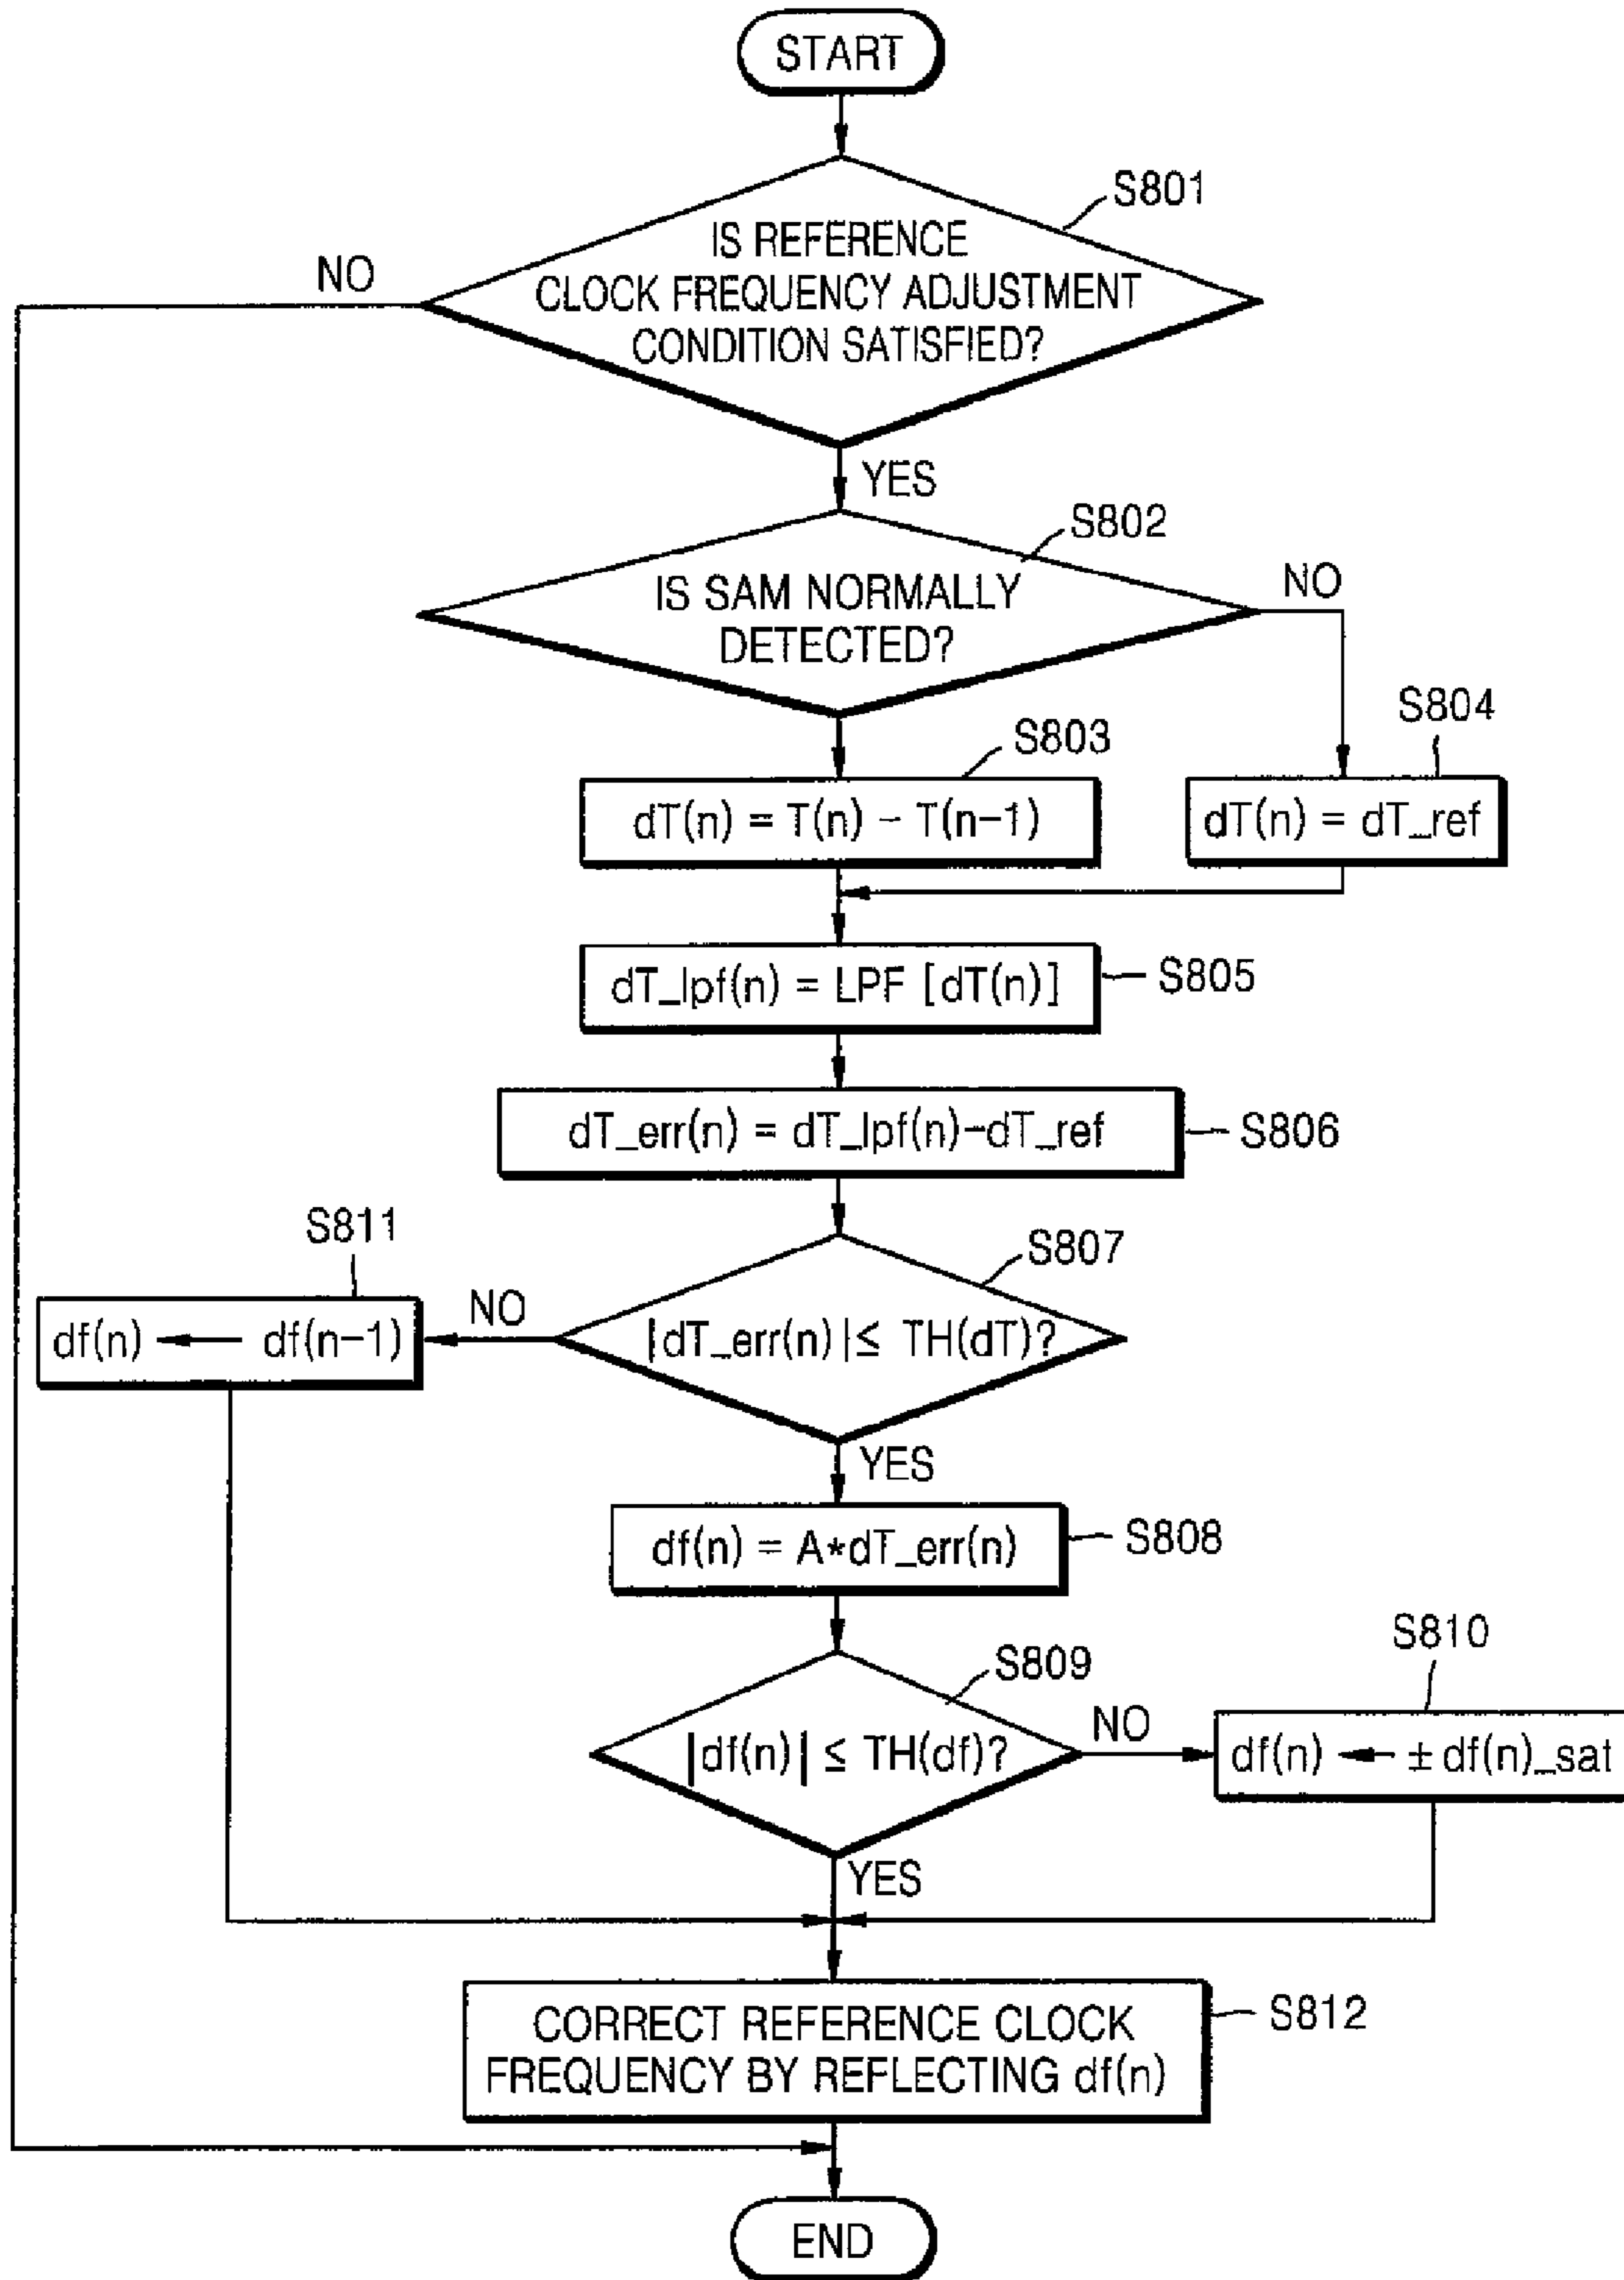 START
S801
IS REFERENCE
CLOCK FREQUENCY ADJUSTMENT
CONDITION SATISFIED?
NO
YES
S802
IS SAM NORMALLY
DETECTED?
NO
S803
S804
dT(n) = T(n) - T(n-1)
dT(n) = dT_ref
dT_lpf(n) = LPF [dT(n)]
S805
dT_err(n) = dT_lpf(n)-dT_ref
S806
S811
S807
df(n) ← df(n-1)
NO
|dT_err(n)| ≤ TH(dT)?
YES
df(n) = A*dT_err(n)
S808
S809
S810
|df(n)| ≤ TH(df)?
NO
df(n) ← ± df(n)_sat
YES
CORRECT REFERENCE CLOCK
FREQUENCY BY REFLECTING df(n)
S812
END